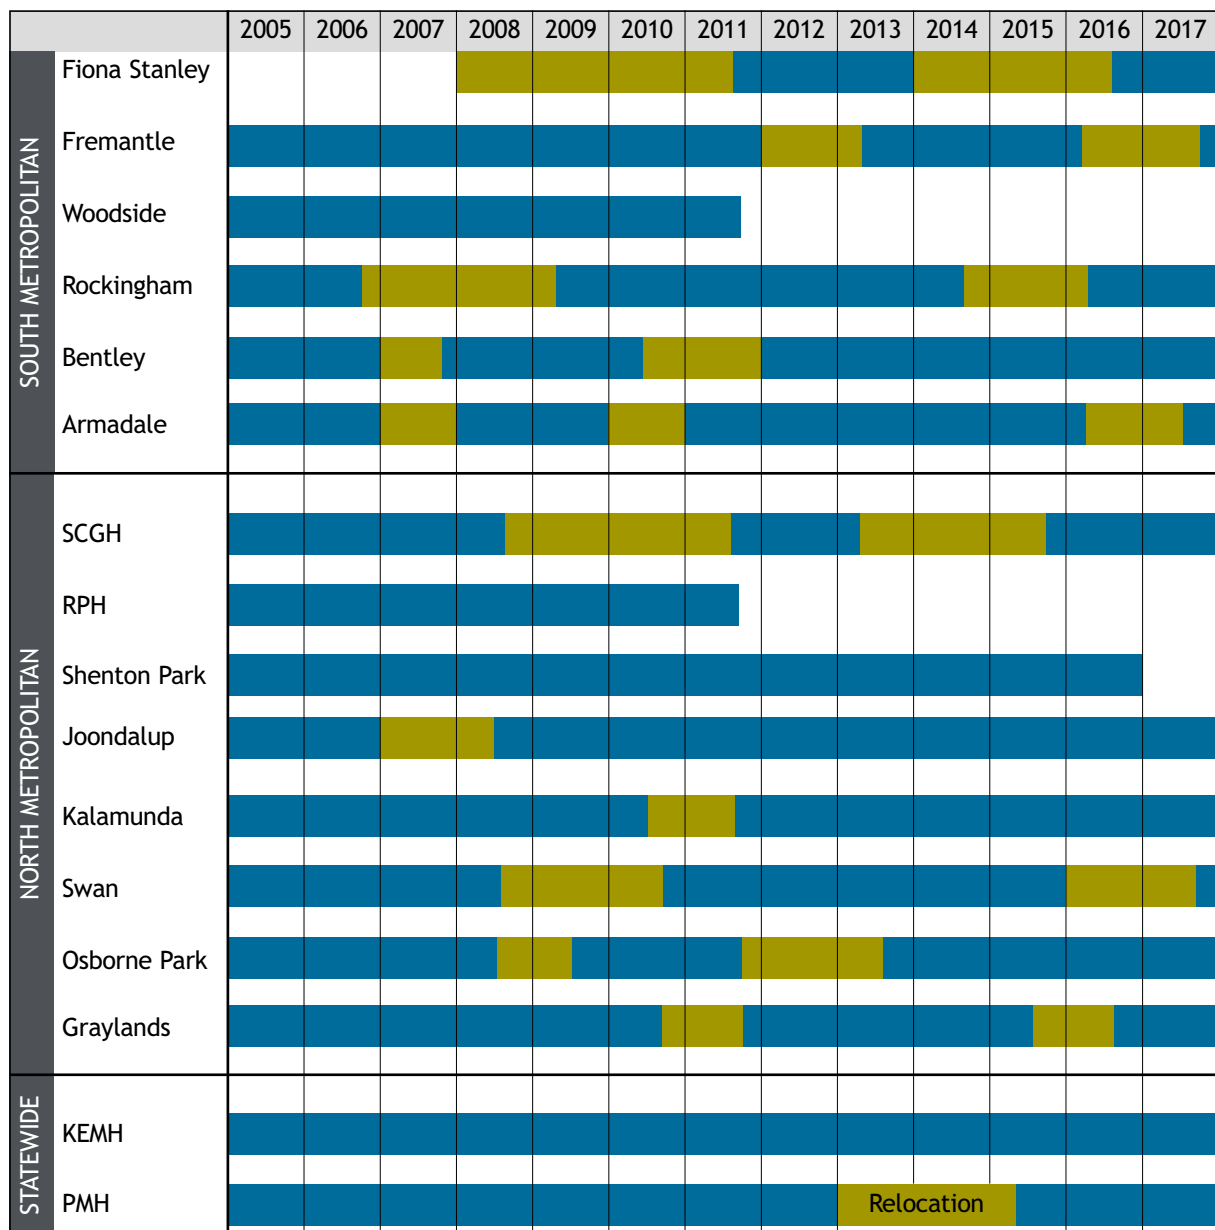 2005 2006 2007 2008 2009 2010 2011 2012 2013 2014 2015 2016 2017
SOUTH METROPOLITAN
Fiona Stanley
Fremantle
Woodside
Rockingham
Bentley
Armadale
NORTH METROPOLITAN
SCGH
RPH
Shenton Park
Joondalup
Kalamunda
Swan
Osborne Park
Graylands
STATEWIDE
KEMH
PMH Relocation